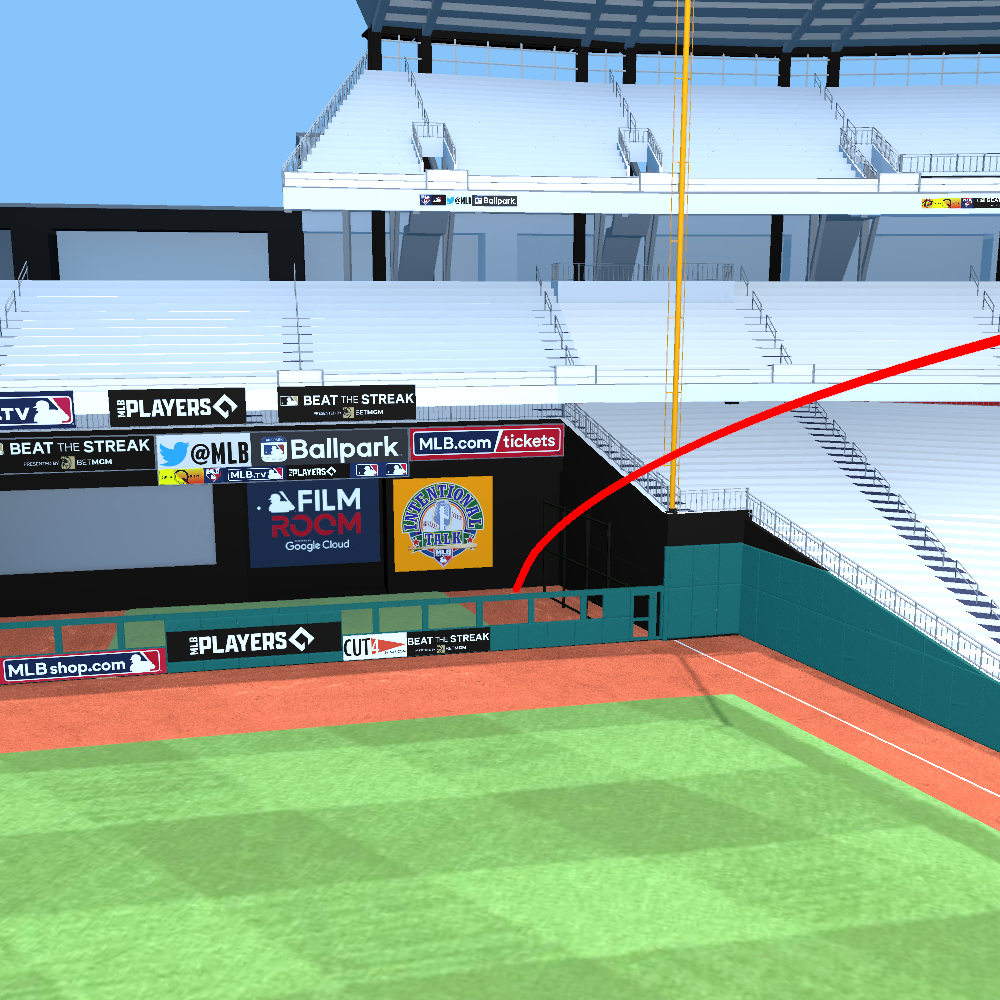 @MLB Ballpark
.TV
MLB PLAYERS
BEAT THE STREAK
PRESENTED BY BETMGM
BEAT THE STREAK
PRESENTED BY BETMGM
@MLB
Ballpark
MLB.com/tickets
MLB.TV
PLAYERS
FILM
ROOM
Google Cloud
INTENTIONAL
TALK
MLB
MLBshop.com
MLB PLAYERS
CUT4
BEAT THE STREAK